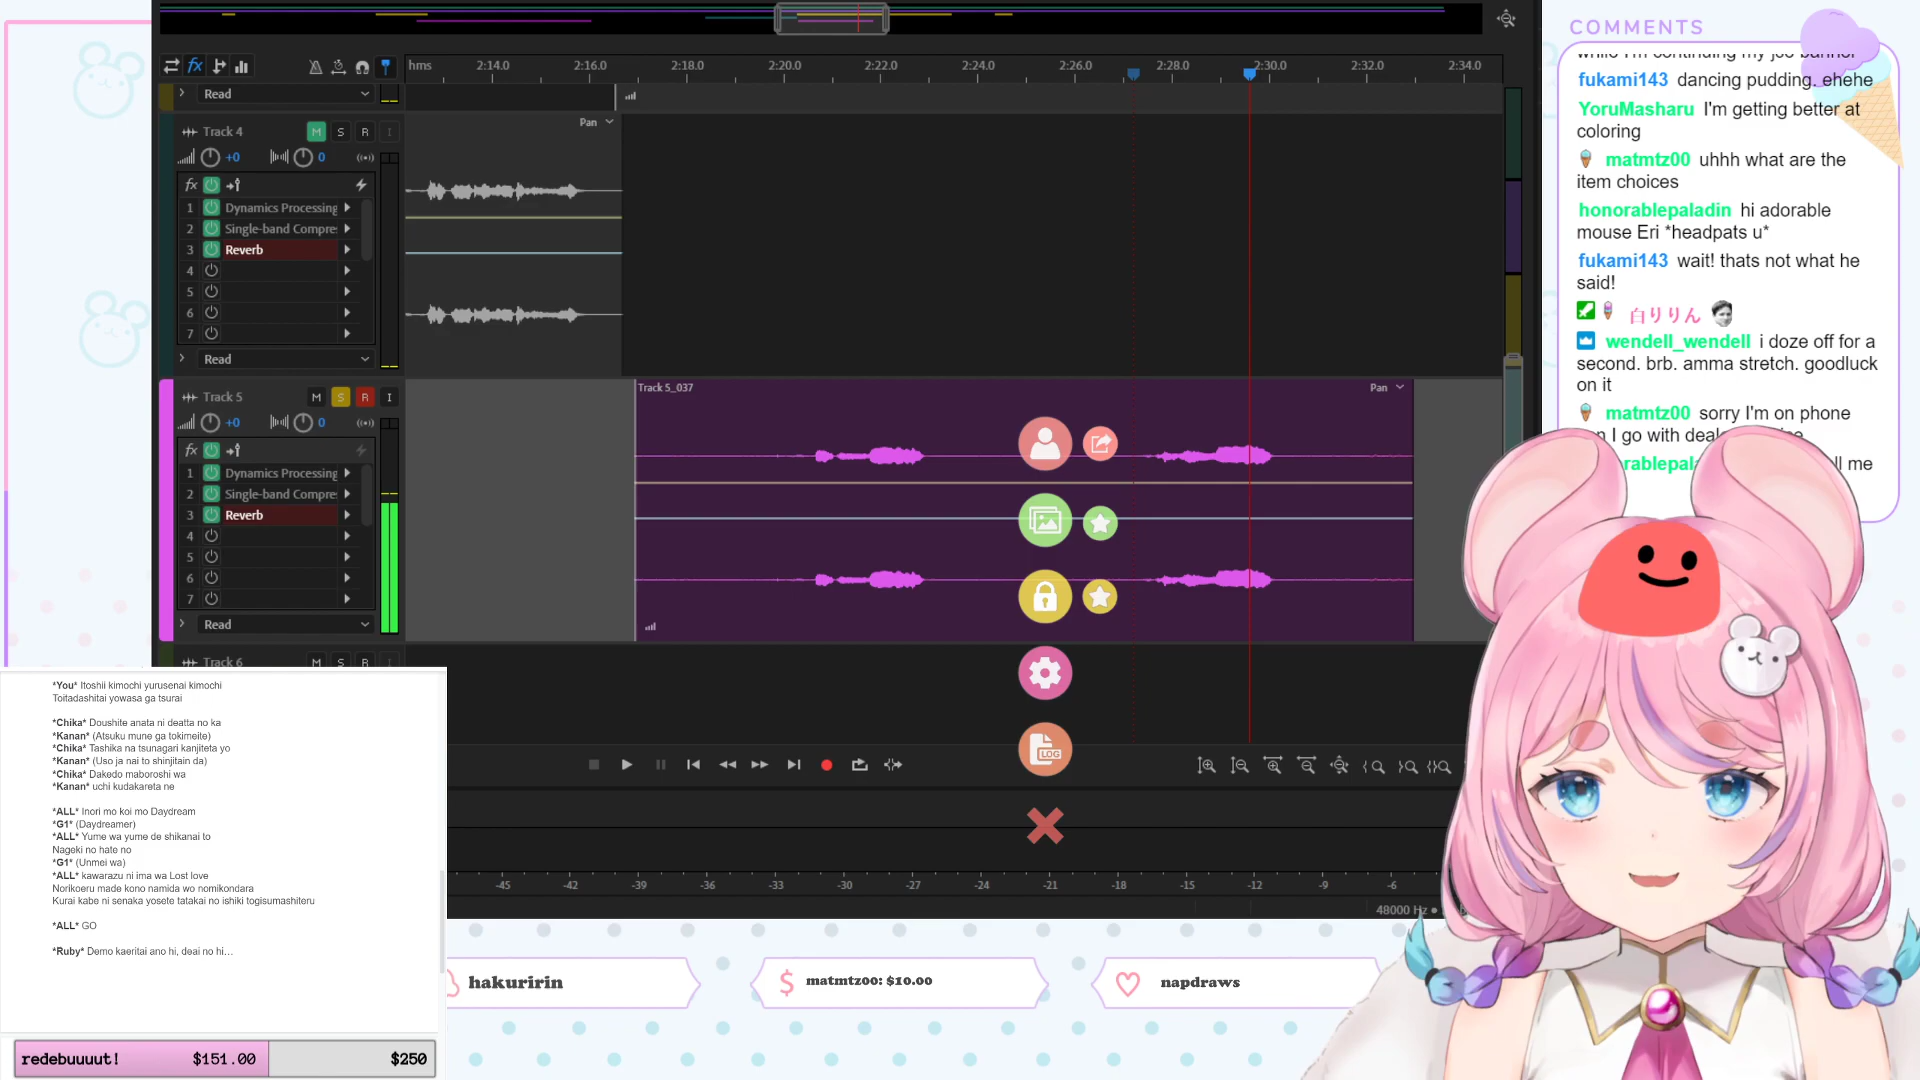 hms 2:14.0 2:16.0 2:18.0 2:20.0 2:22.0 2:24.0 2:26.0 2:28.0 2:30.0 2:32.0 2:34.0
Read
Track 4 M S R I
Pan
+0 0
fx
1 Dynamics Processing
2 Single-band Compre
3 Reverb
4
5
6
7
Read
Track 5 M S R I
Track 5_037 Pan
+0 0
fx
1 Dynamics Processing
2 Single-band Compre
3 Reverb
4
5
6
7
Read
Track 6 M S R I
LOG
-45 -42 -39 -36 -33 -30 -27 -24 -21 -18 -15 -12 -9 -6
48000 Hz
*You* Itoshii kimochi yurusenai kimochi
Toitadashitai yowasa ga tsurai
*Chika* Doushite anata ni deatta no ka
*Kanan* (Atsuku mune ga tokimeite)
*Chika* Tashika na tsunagari kanjiteta yo
*Kanan* (Uso ja nai to shinjitain da)
*Chika* Dakedo maboroshi wa
*Kanan* uchi kudakareta ne
*ALL* Inori mo koi mo Daydream
*G1* (Daydreamer)
*ALL* Yume wa yume de shikanai to
Nageki no hate no
*G1* (Unmei wa)
*ALL* kawarazu ni ima wa Lost love
Norikoeru made kono namida wo nomikondara
Kurai kabe ni senaka yosete tatakai no ishiki togisumashiteru
*ALL* GO
*Ruby* Demo kaeritai ano hi, deai no hi...
redebuuuut! $151.00 $250
hakuririn
matmtz00: $10.00
napdraws
COMMENTS
fukami143 dancing pudding. ehehe
YoruMasharu I'm getting better at
coloring
matmtz00 uhhh what are the
item choices
honorablepaladin hi adorable
mouse Eri *headpats u*
fukami143 wait! thats not what he
said!
白りりん
wendell_wendell i doze off for a
second. brb. amma stretch. goodluck
on it
matmtz00 sorry I'm on phone
I go with
me